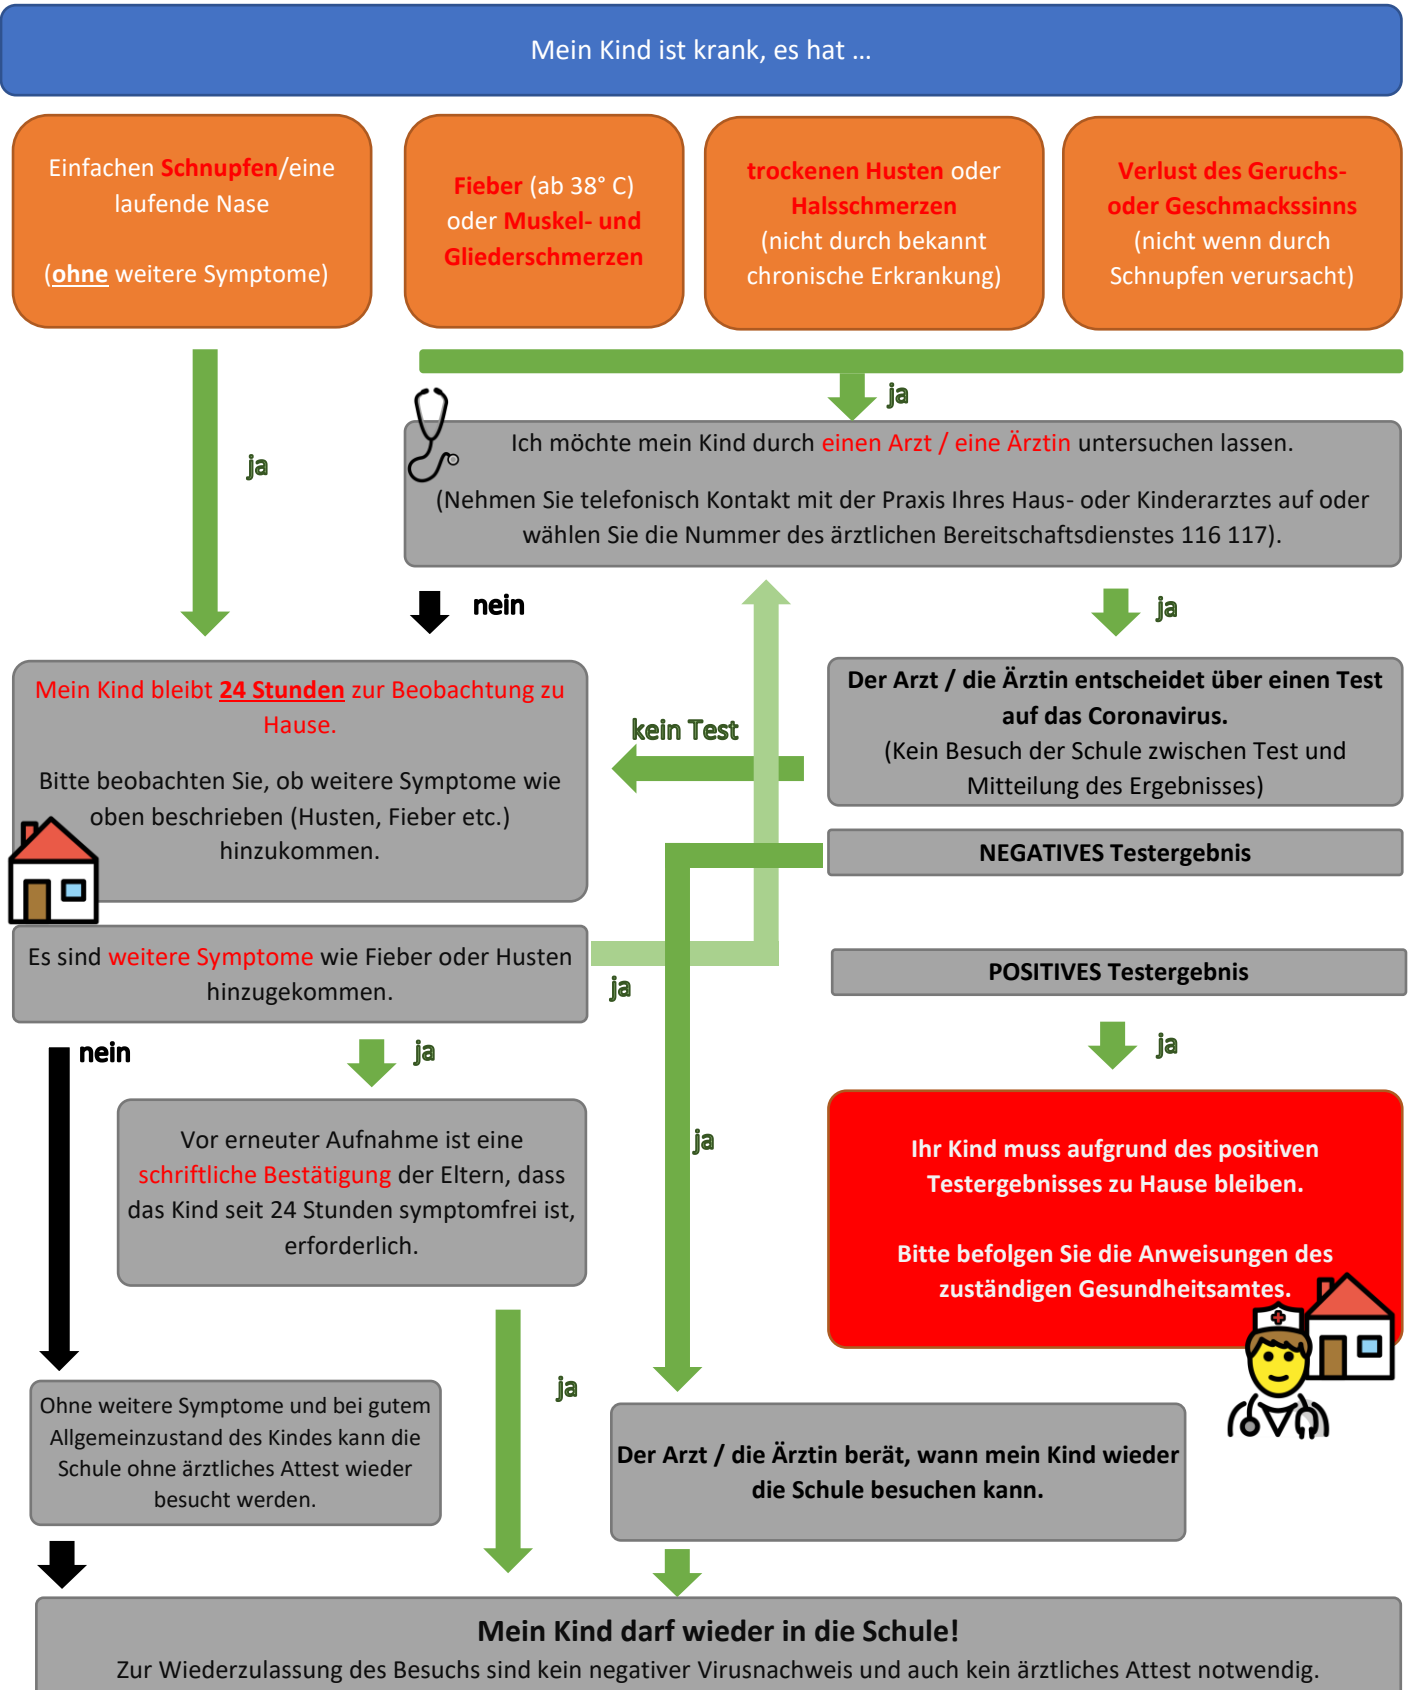 Mein Kind ist krank, es hat ...
Einfachen Schnupfen/eine
laufende Nase
(ohne weitere Symptome)
Fieber (ab 38° C)
oder Muskel- und
Gliederschmerzen
trockenen Husten oder
Halsschmerzen
(nicht durch bekannt
chronische Erkrankung)
Verlust des Geruchs-
oder Geschmackssinns
(nicht wenn durch
Schnupfen verursacht)
ja
ja
Ich möchte mein Kind durch einen Arzt / eine Ärztin untersuchen lassen.
(Nehmen Sie telefonisch Kontakt mit der Praxis Ihres Haus- oder Kinderarztes auf oder
wählen Sie die Nummer des ärztlichen Bereitschaftsdienstes 116 117).
nein
ja
Mein Kind bleibt 24 Stunden zur Beobachtung zu
Hause.
Bitte beobachten Sie, ob weitere Symptome wie
oben beschrieben (Husten, Fieber etc.)
hinzukommen.
kein Test
Der Arzt / die Ärztin entscheidet über einen Test
auf das Coronavirus.
(Kein Besuch der Schule zwischen Test und
Mitteilung des Ergebnisses)
NEGATIVES Testergebnis
Es sind weitere Symptome wie Fieber oder Husten
hinzugekommen.
ja
POSITIVES Testergebnis
nein
ja
ja
Vor erneuter Aufnahme ist eine
schriftliche Bestätigung der Eltern, dass
das Kind seit 24 Stunden symptomfrei ist,
erforderlich.
ja
Ihr Kind muss aufgrund des positiven
Testergebnisses zu Hause bleiben.
Bitte befolgen Sie die Anweisungen des
zuständigen Gesundheitsamtes.
ja
Ohne weitere Symptome und bei gutem
Allgemeinzustand des Kindes kann die
Schule ohne ärztliches Attest wieder
besucht werden.
Der Arzt / die Ärztin berät, wann mein Kind wieder
die Schule besuchen kann.
Mein Kind darf wieder in die Schule!
Zur Wiederzulassung des Besuchs sind kein negativer Virusnachweis und auch kein ärztliches Attest notwendig.